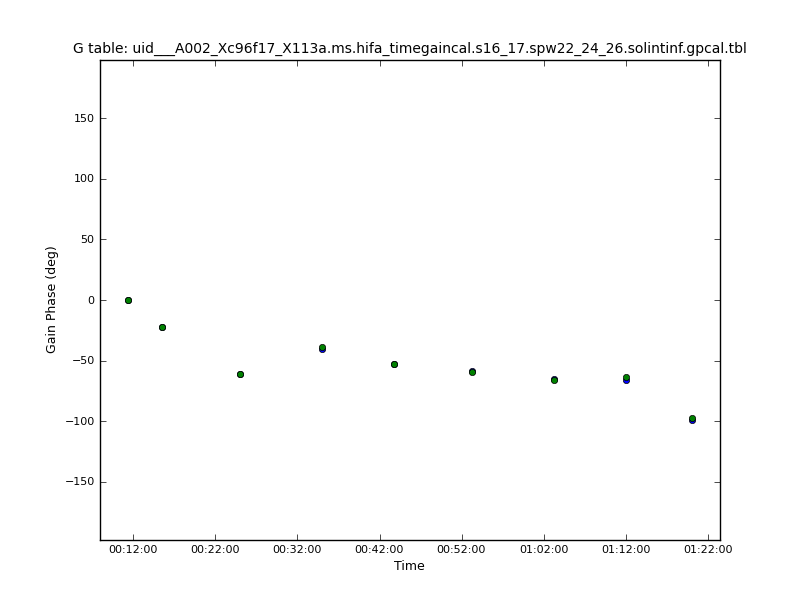 G table: uid___A002_Xc96f17_X113a.ms.hifa_timegaincal.s16_17.spw22_24_26.solintinf.gpcal.tbl
150
100
50
0
−50
−100
−150
Gain Phase (deg)
00:12:00 00:22:00 00:32:00 00:42:00 00:52:00 01:02:00 01:12:00 01:22:00
Time